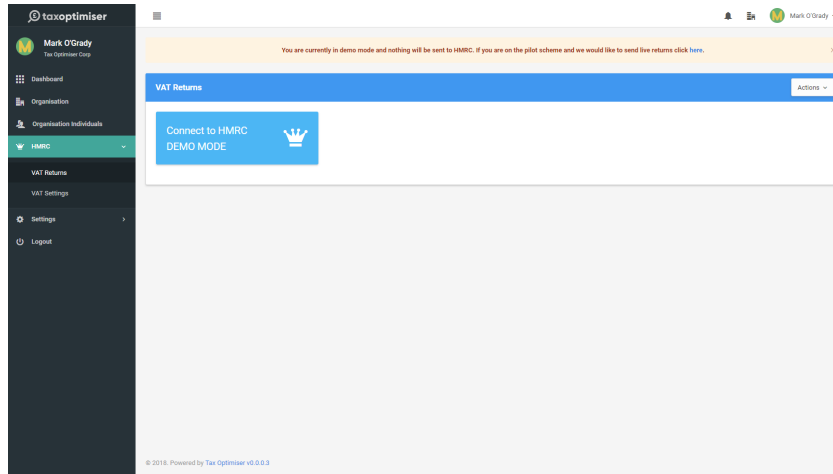 taxoptimiser
Mark O'Grady
Mark O'Grady
Tax Optimiser Corp
You are currently in demo mode and nothing will be sent to HMRC. If you are on the pilot scheme and we would like to send live returns click here.
Dashboard
VAT Returns
Actions
Organisation
Organisation Individuals
Connect to HMRC
DEMO MODE
HMRC
VAT Returns
VAT Settings
Settings
Logout
© 2018. Powered by Tax Optimiser v0.0.0.3